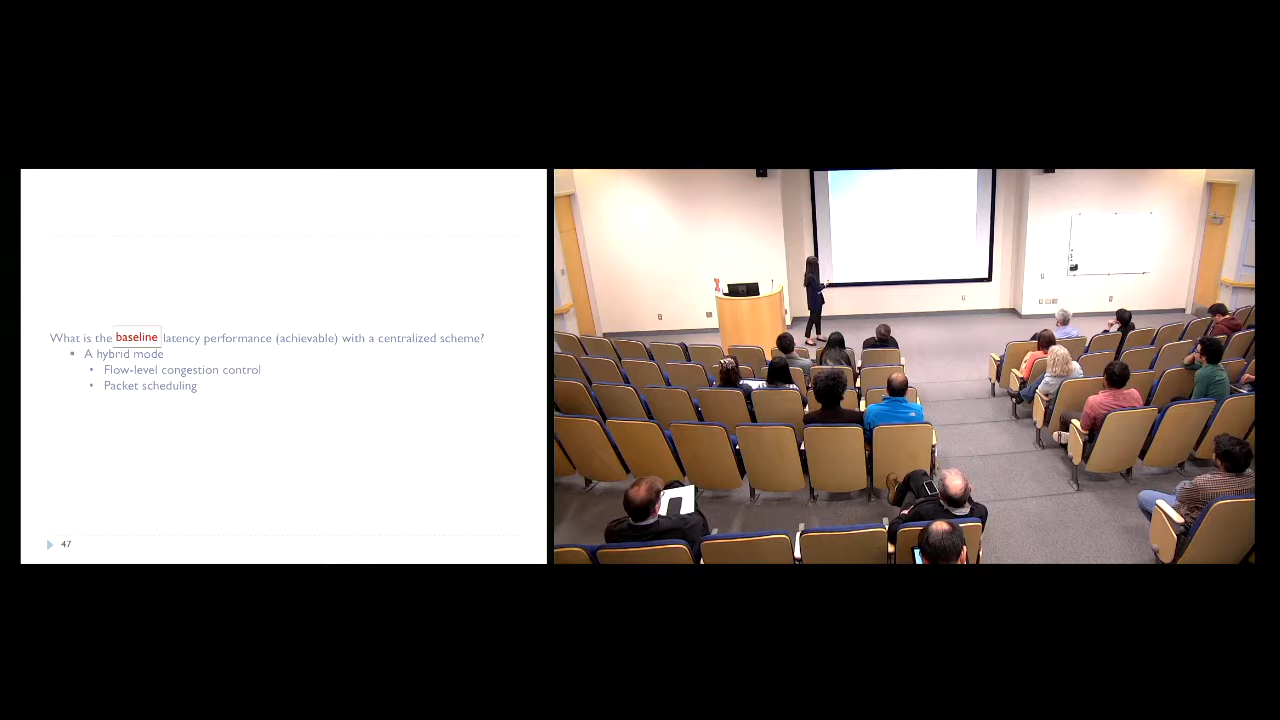 What is the baseline latency performance (achievable) with a centralized scheme?
• A hybrid mode
• Flow-level congestion control
• Packet scheduling
47